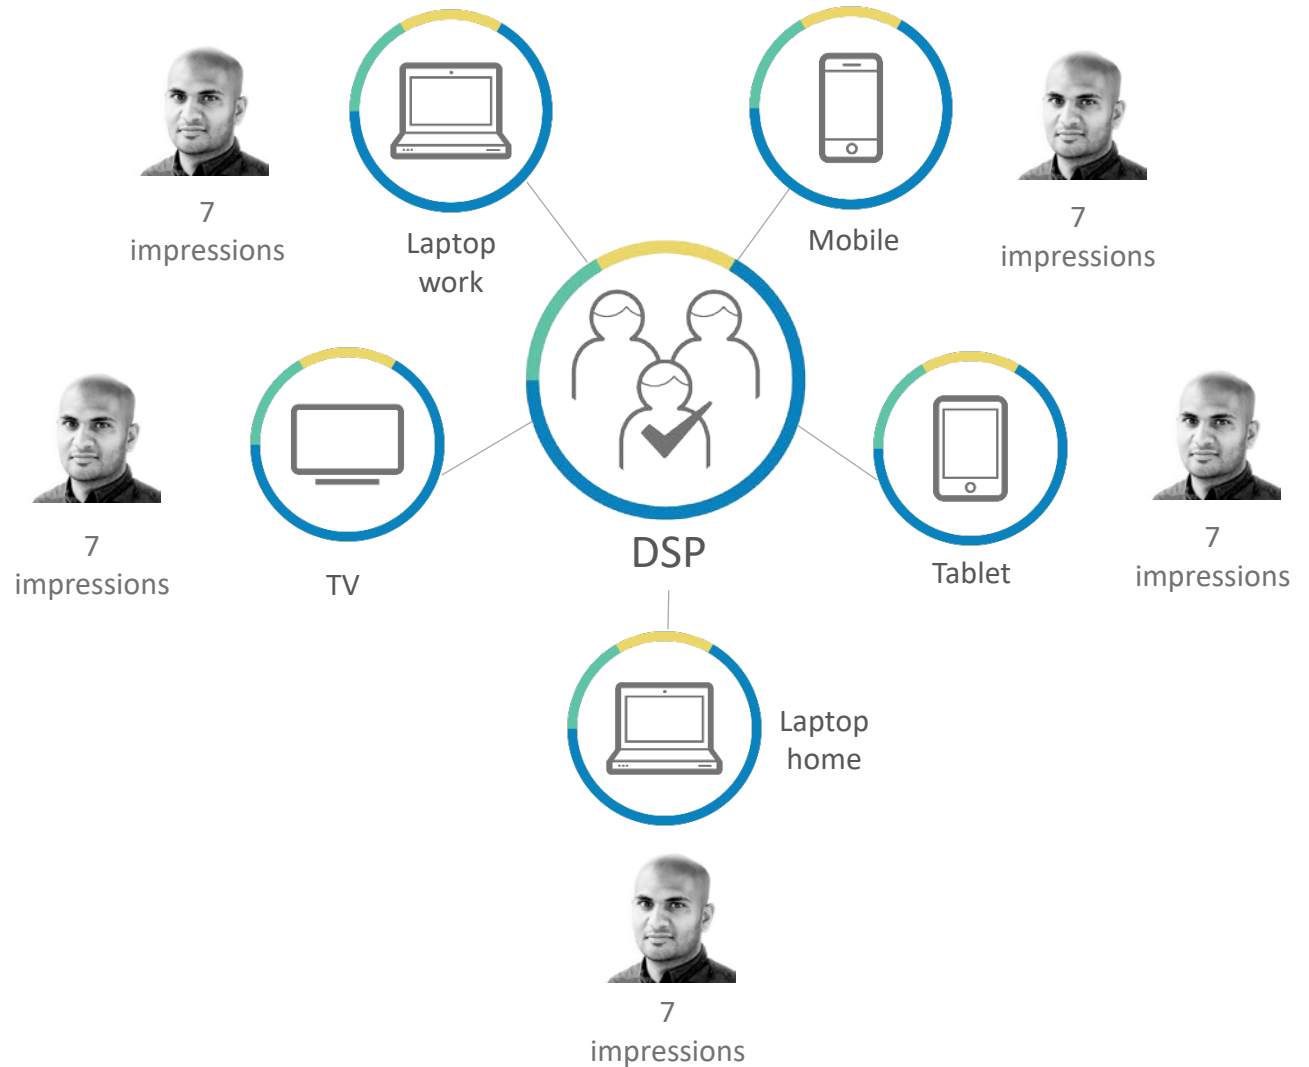 7
impressions
Laptop
work
Mobile
7
impressions
7
impressions
TV
DSP
Tablet
7
impressions
Laptop
home
7
impressions